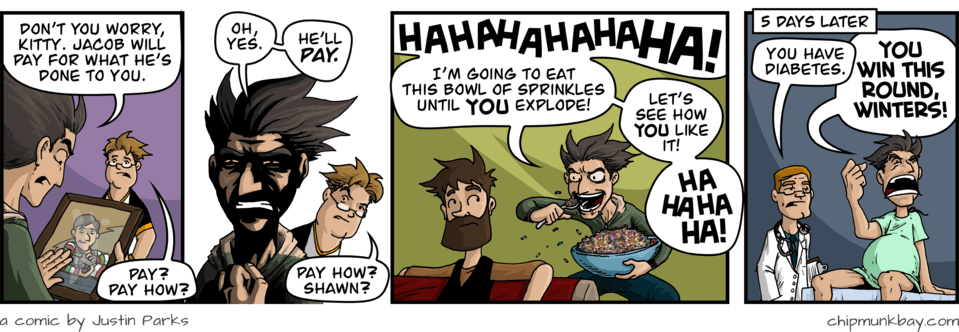 DON'T YOU WORRY,
KITTY. JACOB WILL
PAY FOR WHAT HE'S
DONE TO YOU.
PAY?
PAY HOW?
OH,
YES.
HE'LL
PAY.
PAY HOW?
SHAWN?
HAHAHAHAHAHA!
I'M GOING TO EAT
THIS BOWL OF SPRINKLES
UNTIL YOU EXPLODE!
LET'S
SEE HOW
YOU LIKE
IT!
HA
HA HA
HA!
5 DAYS LATER
YOU HAVE
DIABETES.
YOU
WIN THIS
ROUND,
WINTERS!
a comic by Justin Parks
chipmunkbay.com